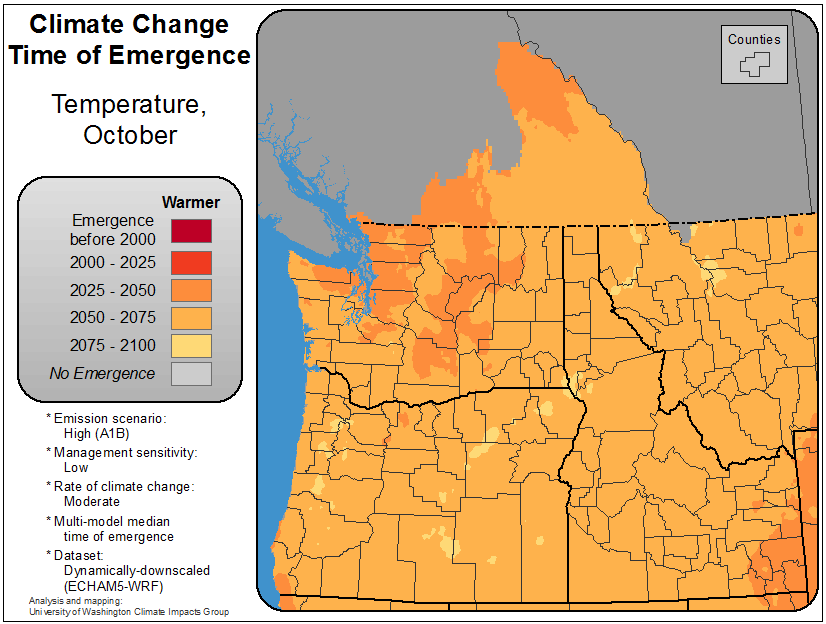 Climate Change
Time of Emergence
Temperature,
October
Counties
Warmer
Emergence
before 2000
2000 - 2025
2025 - 2050
2050 - 2075
2075 - 2100
No Emergence
* Emission scenario:
High (A1B)
* Management sensitivity:
Low
* Rate of climate change:
Moderate
* Multi-model median
time of emergence
* Dataset:
Dynamically-downscaled
(ECHAM5-WRF)
Analysis and mapping:
University of Washington Climate Impacts Group